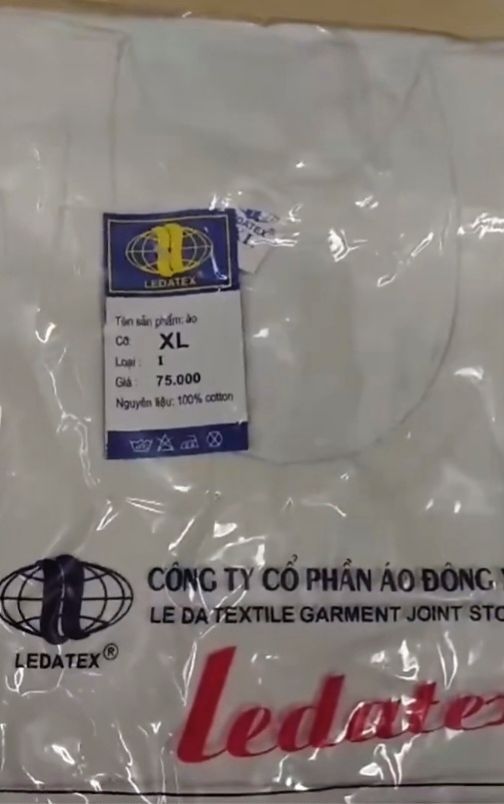 LEDATEX
Tên sản phẩm: áo
Cỡ: XL
Loại: 1
Giá: 75.000
Nguyên liệu: 100% cotton
CÔNG TY CỔ PHẦN ÁO ĐÔNG
LE DA TEXTILE GARMENT JOINT STO
LEDATEX®
Ledatex